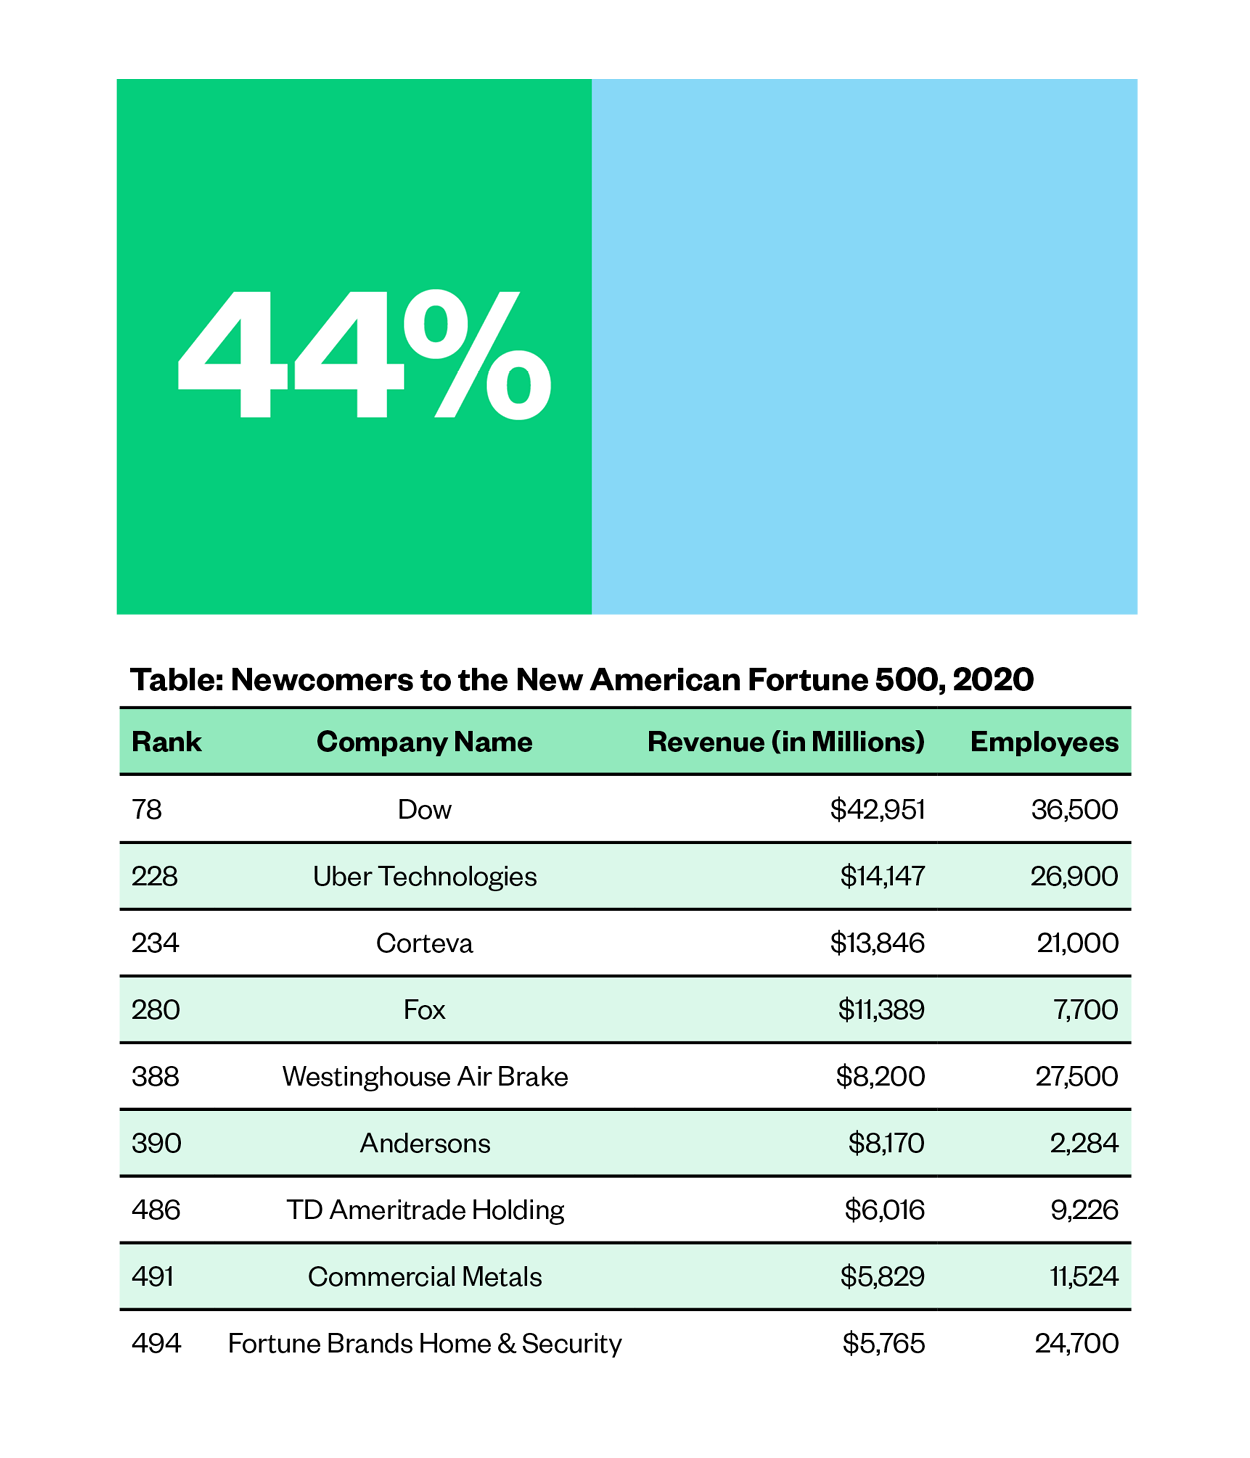 44%
Table: Newcomers to the New American Fortune 500, 2020
Rank Company Name Revenue (in Millions) Employees
78 Dow $42,951 36,500
228 Uber Technologies $14,147 26,900
234 Corteva $13,846 21,000
280 Fox $11,389 7,700
388 Westinghouse Air Brake $8,200 27,500
390 Andersons $8,170 2,284
486 TD Ameritrade Holding $6,016 9,226
491 Commercial Metals $5,829 11,524
494 Fortune Brands Home & Security $5,765 24,700